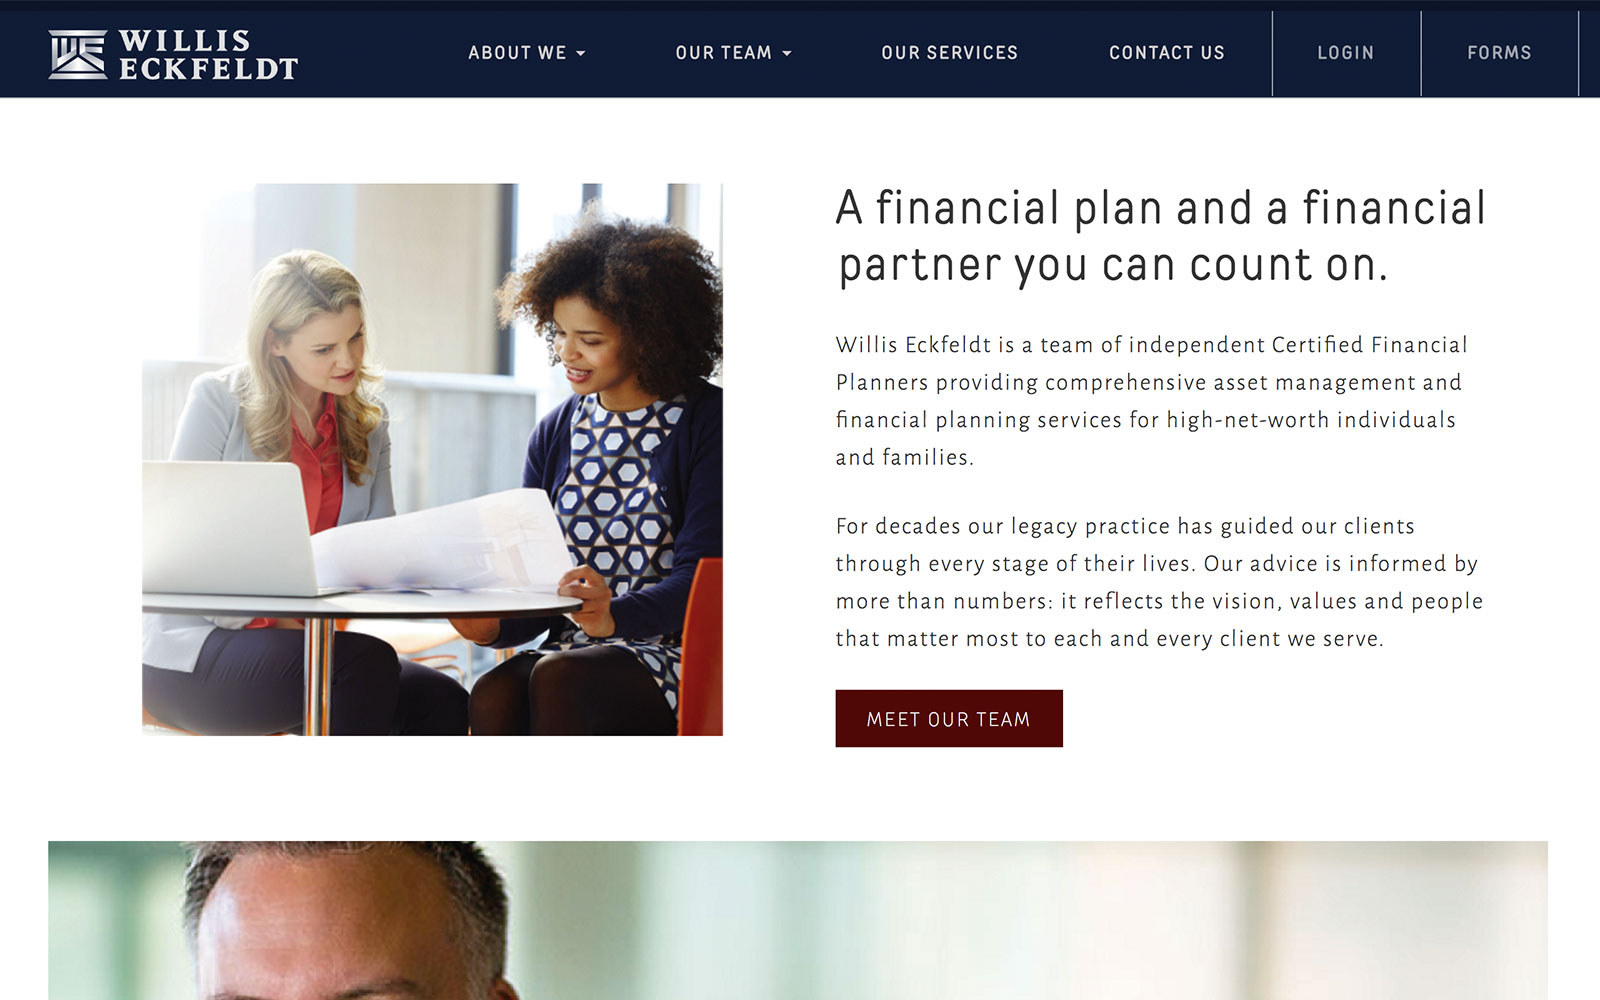 WILLIS
ECKFELDT
ABOUT WE
OUR TEAM
OUR SERVICES
CONTACT US
LOGIN
FORMS
A financial plan and a financial
partner you can count on.
Willis Eckfeldt is a team of independent Certified Financial
Planners providing comprehensive asset management and
financial planning services for high-net-worth individuals
and families.
For decades our legacy practice has guided our clients
through every stage of their lives. Our advice is informed by
more than numbers: it reflects the vision, values and people
that matter most to each and every client we serve.
MEET OUR TEAM